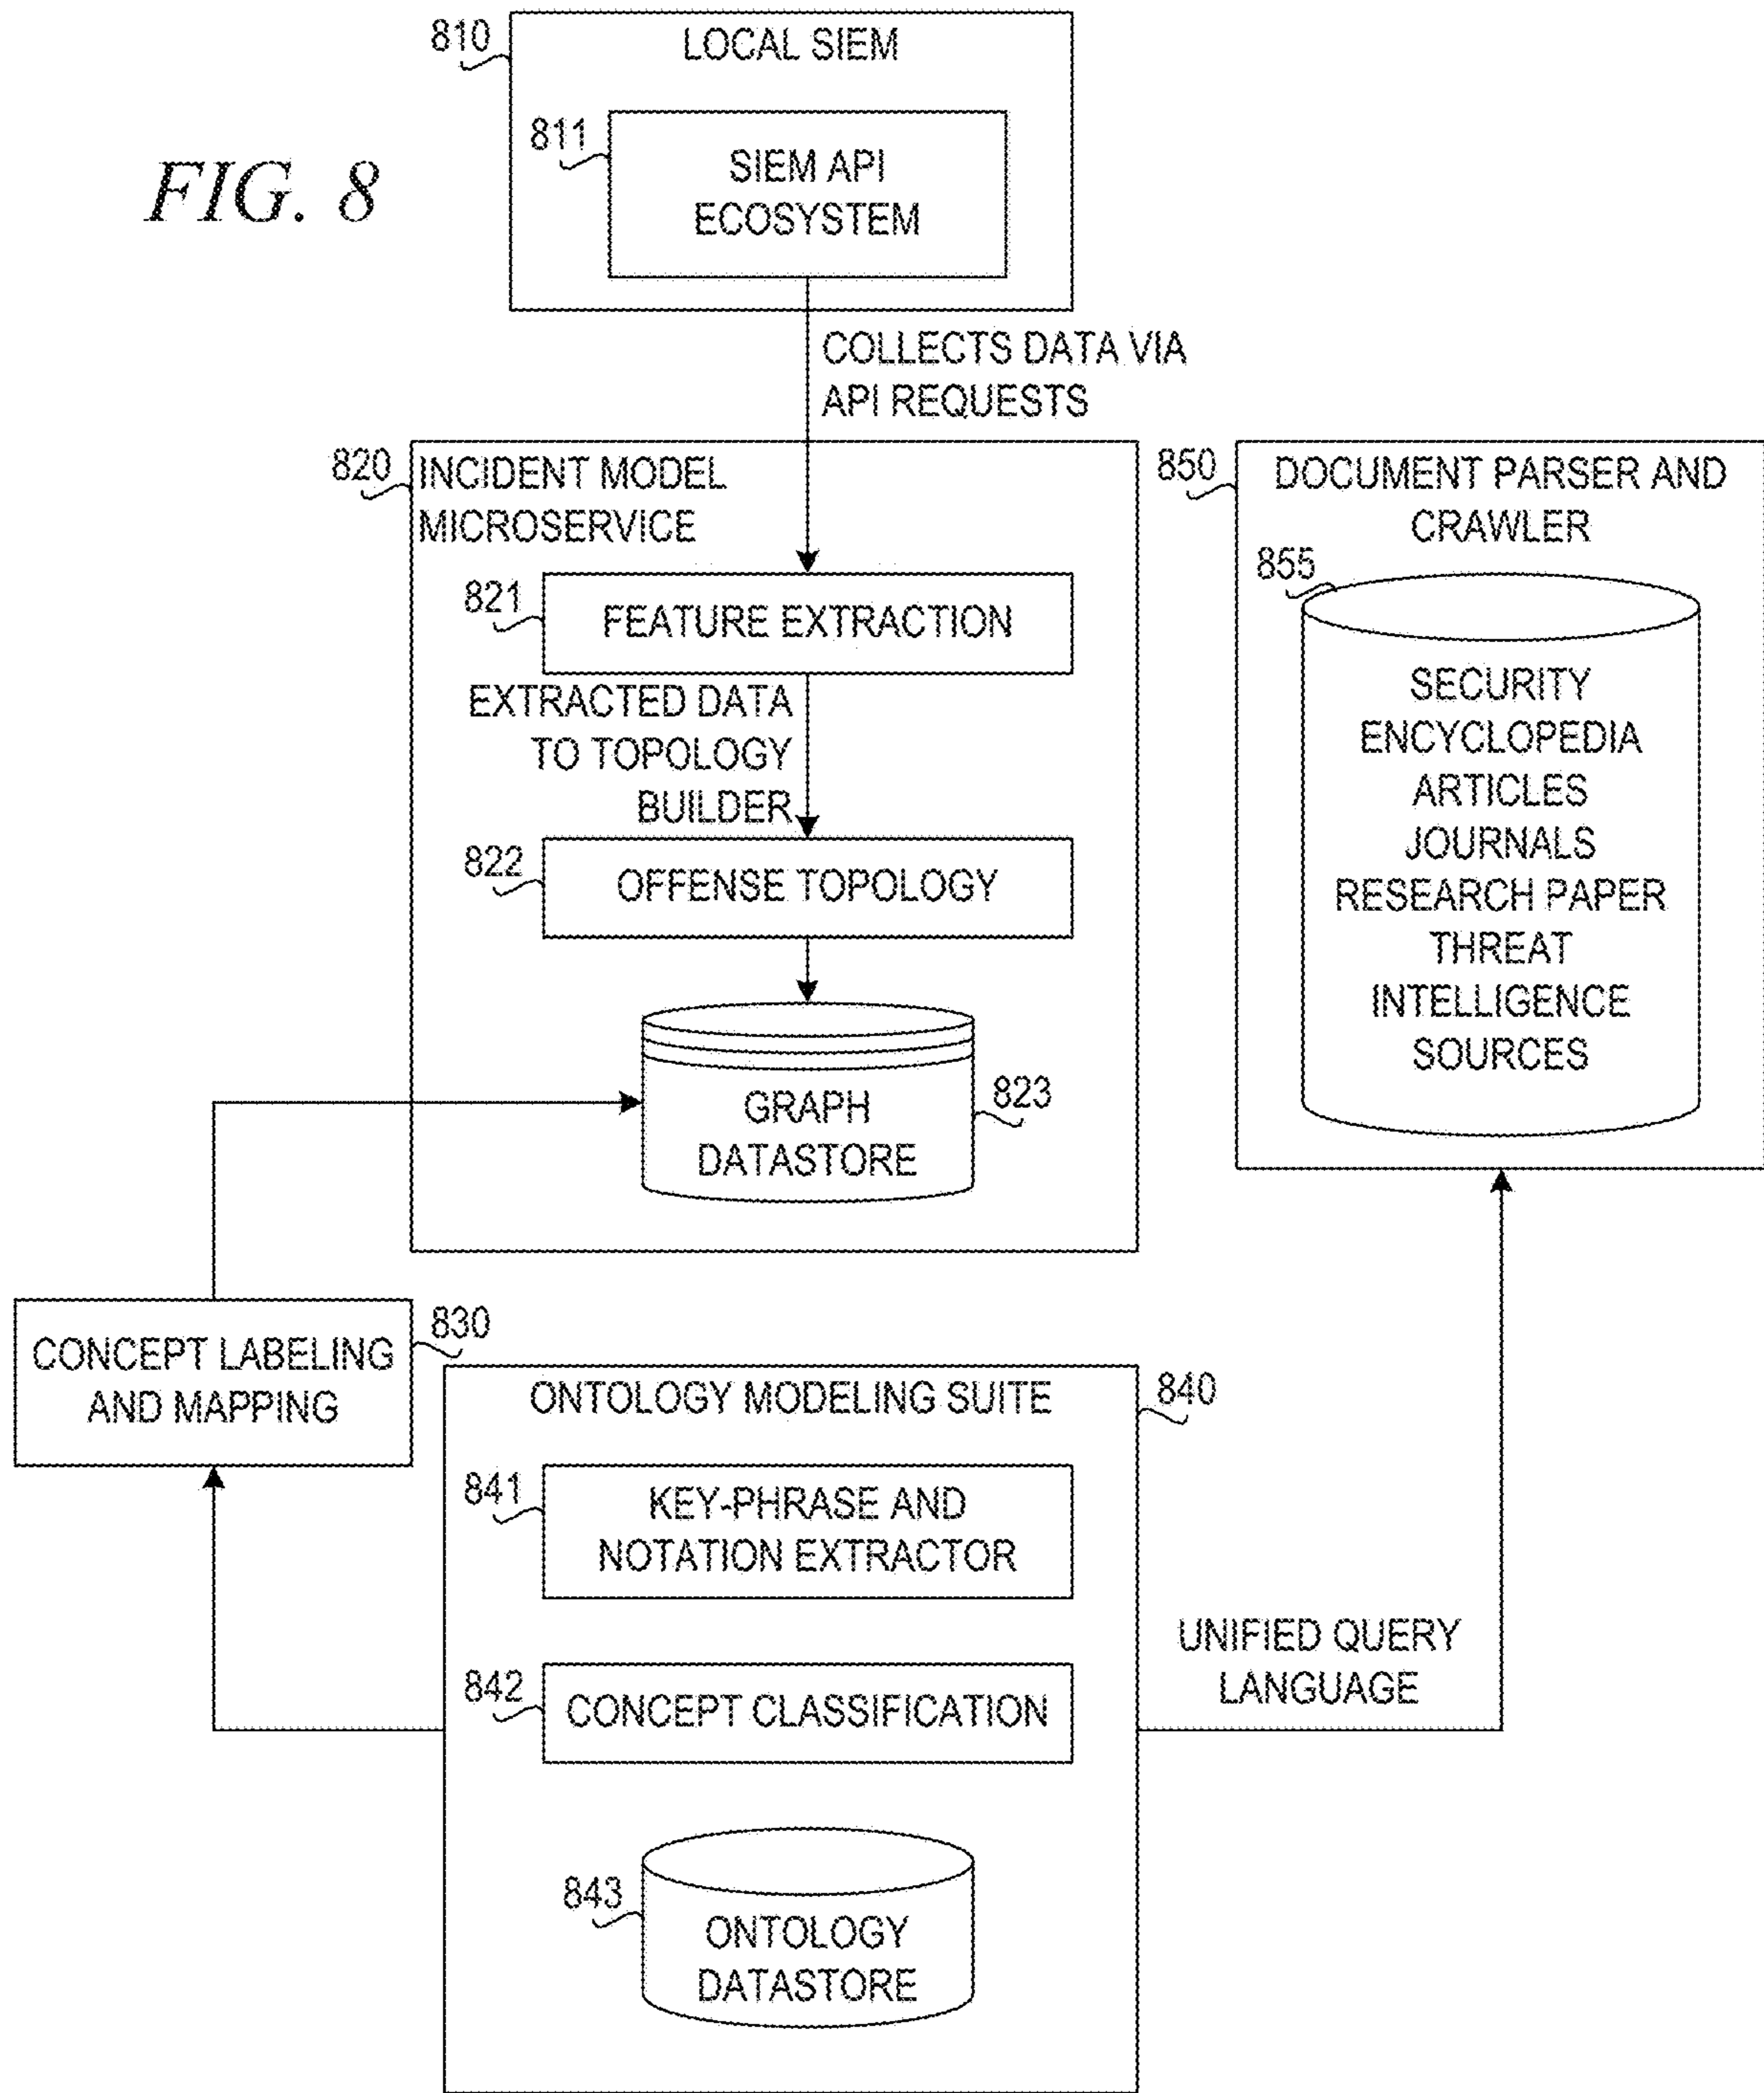 FIG. 8
810
LOCAL SIEM
811
SIEM API
ECOSYSTEM
COLLECTS DATA VIA
API REQUESTS
820
INCIDENT MODEL
MICROSERVICE
821
FEATURE EXTRACTION
EXTRACTED DATA
TO TOPOLOGY
BUILDER
822
OFFENSE TOPOLOGY
GRAPH
DATASTORE
823
850
DOCUMENT PARSER AND
CRAWLER
855
SECURITY
ENCYCLOPEDIA
ARTICLES
JOURNALS
RESEARCH PAPER
THREAT
INTELLIGENCE
SOURCES
CONCEPT LABELING
AND MAPPING
830
ONTOLOGY MODELING SUITE
840
841
KEY-PHRASE AND
NOTATION EXTRACTOR
842
CONCEPT CLASSIFICATION
843
ONTOLOGY
DATASTORE
UNIFIED QUERY
LANGUAGE